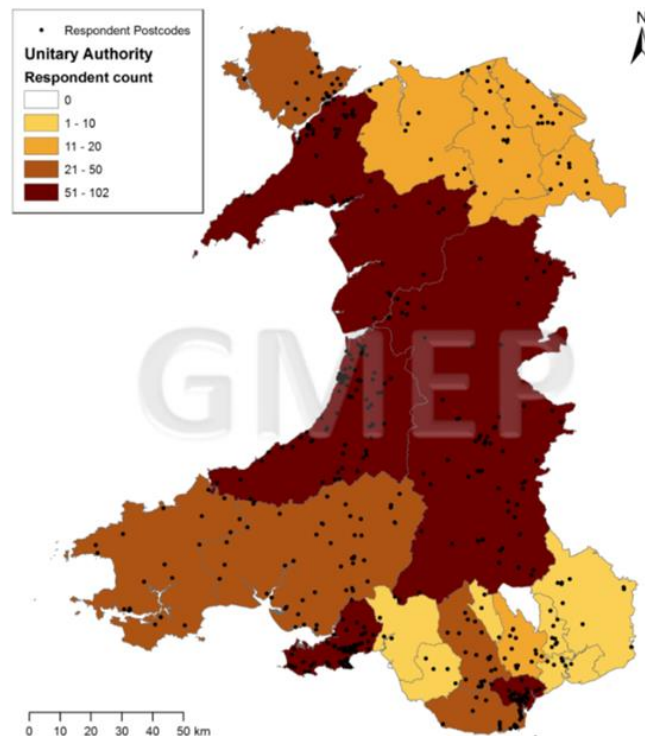 Respondent Postcodes
Unitary Authority
Respondent count
0
1 - 10
11 - 20
21 - 50
51 - 102
N
GMEP
0 10 20 30 40 50 km